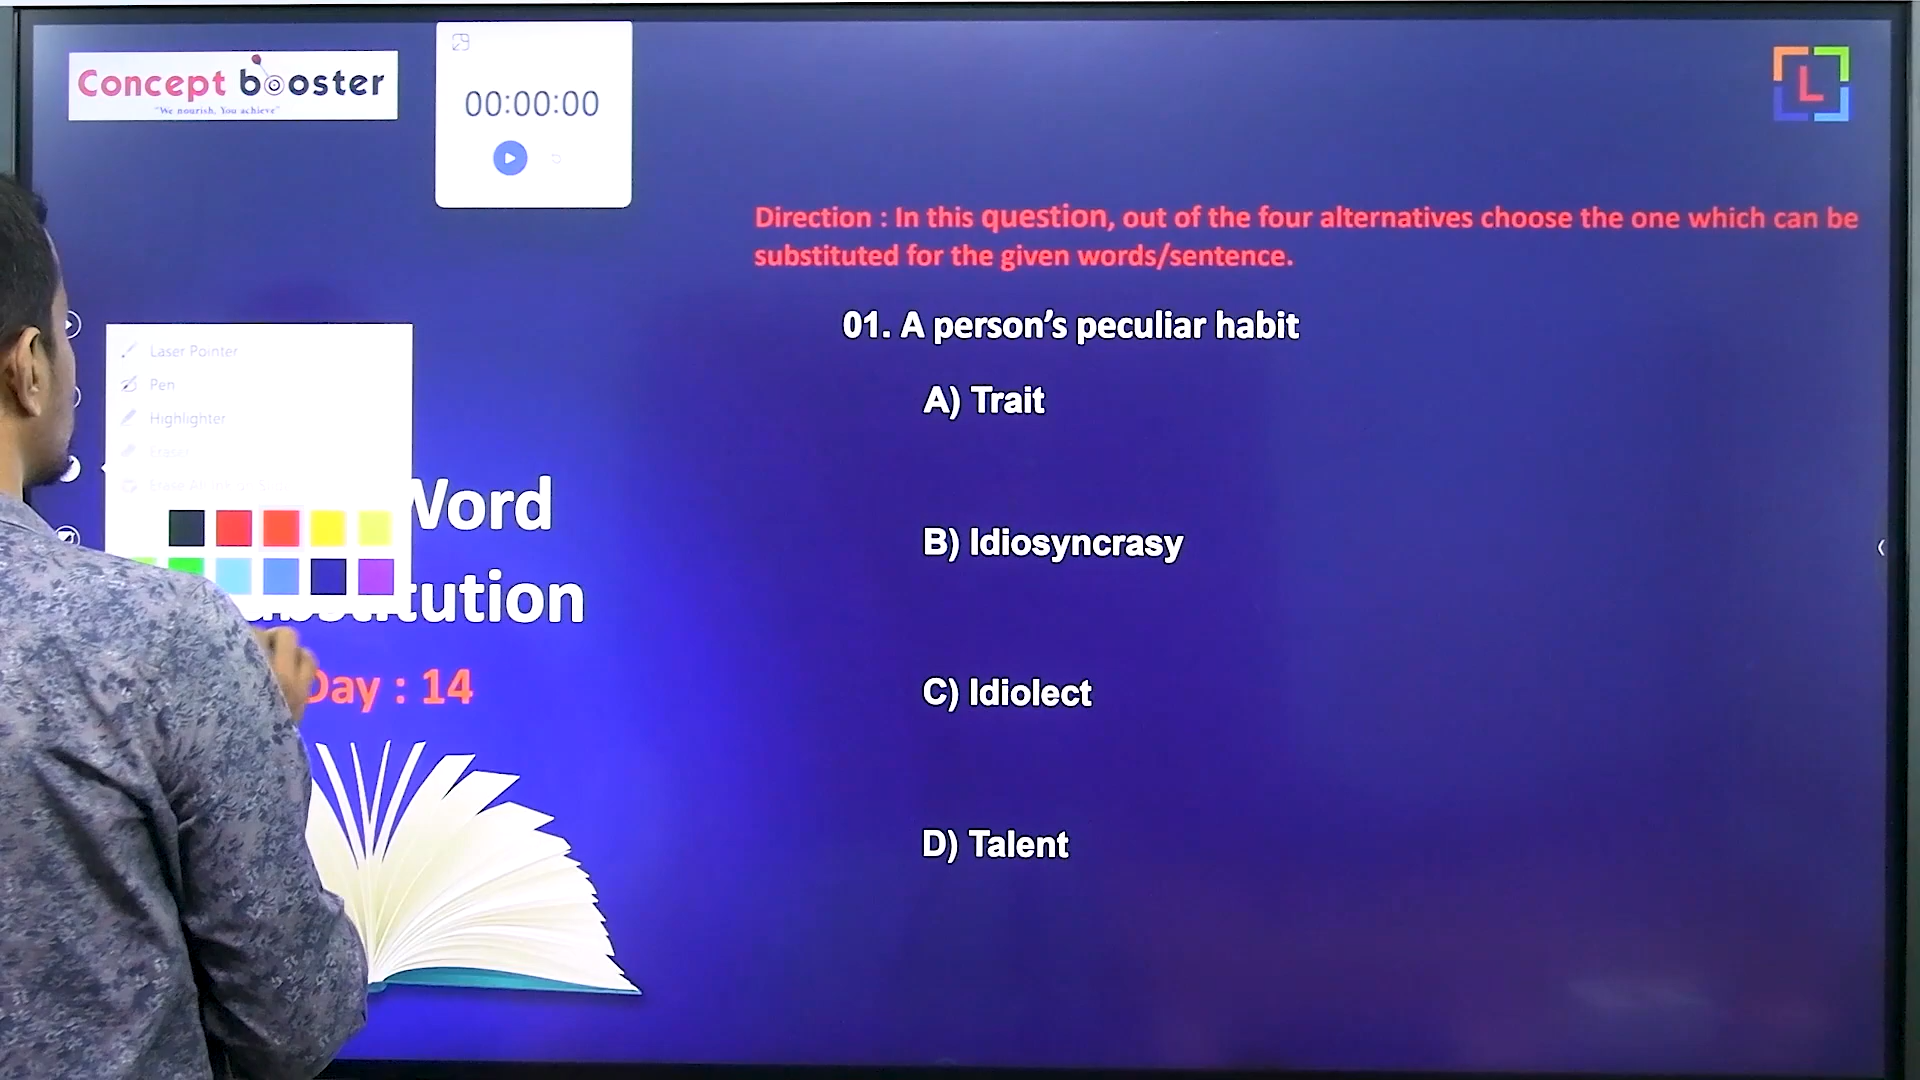 Concept booster
"We nourish, You achieve"
00:00:00
L
Direction : In this question, out of the four alternatives choose the one which can be
substituted for the given words/sentence.
01. A person's peculiar habit
A) Trait
B) Idiosyncrasy
C) Idiolect
D) Talent
Laser Pointer
Pen
Highlighter
Eraser
Word
Day : 14